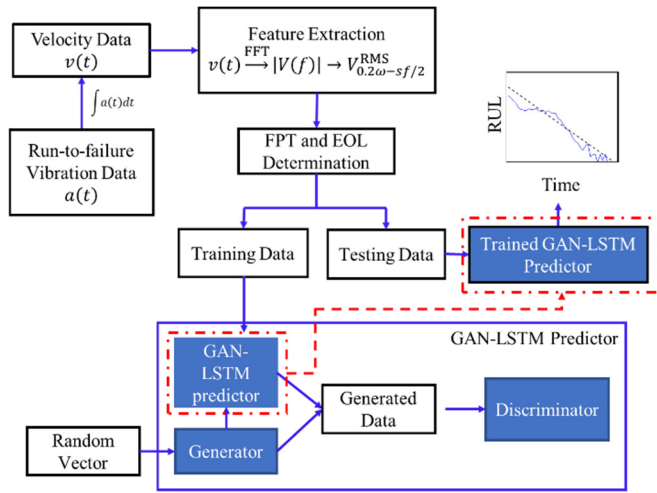 Velocity Data
v(t)
∫a(t)dt
Run-to-failure
Vibration Data
a(t)
Feature Extraction
v(t) FFT→ |V(f)| → V^RMS_0.2ω−sf/2
FPT and EOL
Determination
RUL
Time
Training Data
Testing Data
Trained GAN-LSTM
Predictor
GAN-LSTM Predictor
GAN-
LSTM
predictor
Generated
Data
Discriminator
Random
Vector
Generator